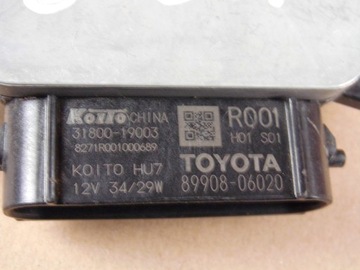 KOITO CHINA
31800-19003
8271R001000689
KOITO HU7
12V 34/29W
R001
H01 S01
TOYOTA
89908-06020